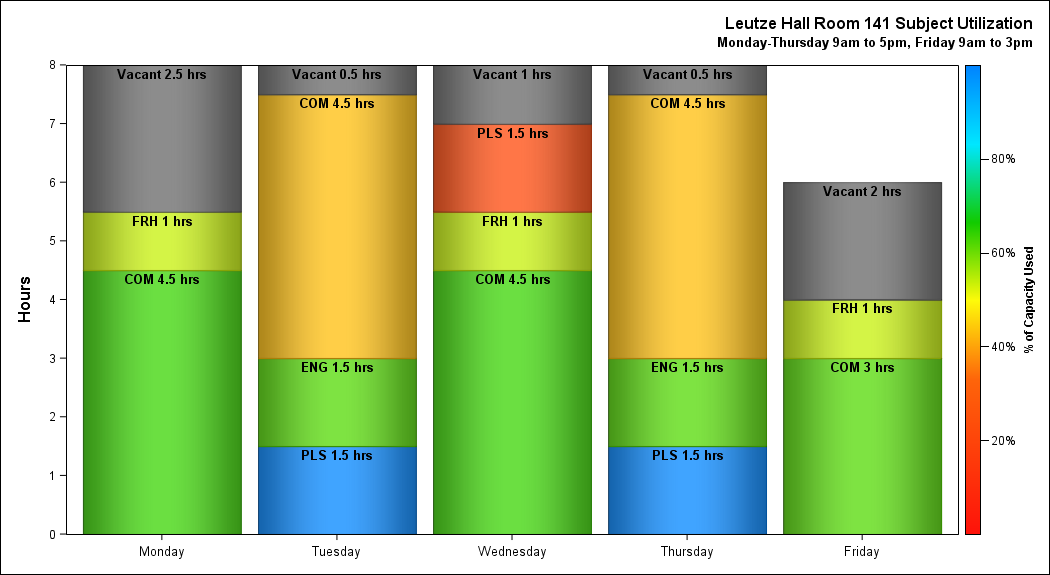 Leutze Hall Room 141 Subject Utilization
Monday-Thursday 9am to 5pm, Friday 9am to 3pm
Hours
8
7
6
5
4
3
2
1
0
Vacant 2.5 hrs
FRH 1 hrs
COM 4.5 hrs
Vacant 0.5 hrs
COM 4.5 hrs
ENG 1.5 hrs
PLS 1.5 hrs
Vacant 1 hrs
PLS 1.5 hrs
FRH 1 hrs
COM 4.5 hrs
Vacant 0.5 hrs
COM 4.5 hrs
ENG 1.5 hrs
PLS 1.5 hrs
Vacant 2 hrs
FRH 1 hrs
COM 3 hrs
Monday
Tuesday
Wednesday
Thursday
Friday
80%
60%
40%
20%
% of Capacity Used